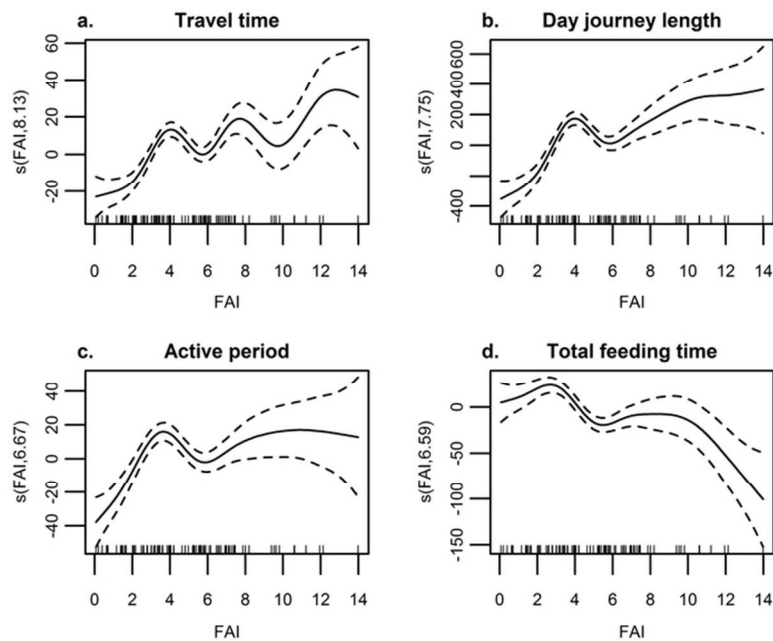 a. Travel time
s(FAI,8.13)
60
40
20
0
-20
0 2 4 6 8 10 12 14
FAI
b. Day journey length
s(FAI,7.75)
600
400
200
0
-400
0 2 4 6 8 10 12 14
FAI
c. Active period
s(FAI,6.67)
40
20
0
-20
-40
0 2 4 6 8 10 12 14
FAI
d. Total feeding time
s(FAI,6.59)
0
-50
-100
-150
0 2 4 6 8 10 12 14
FAI